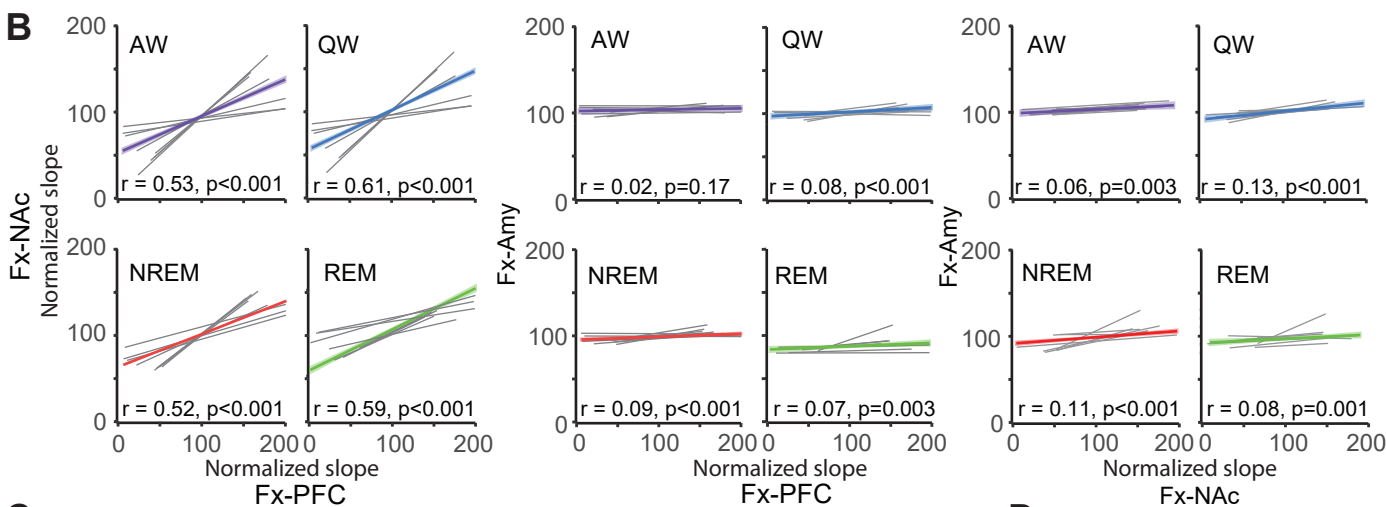 B
Fx-NAc
Normalized slope
200
100
0
AW
r = 0.53, p<0.001
QW
r = 0.61, p<0.001
200
100
0
NREM
r = 0.52, p<0.001
REM
r = 0.59, p<0.001
0 100 200 0 100 200
Normalized slope
Fx-PFC
Fx-Amy
200
100
0
AW
r = 0.02, p=0.17
QW
r = 0.08, p<0.001
200
100
0
NREM
r = 0.09, p<0.001
REM
r = 0.07, p=0.003
0 100 200 0 100 200
Normalized slope
Fx-PFC
Fx-Amy
200
100
0
AW
r = 0.06, p=0.003
QW
r = 0.13, p<0.001
200
100
0
NREM
r = 0.11, p<0.001
REM
r = 0.08, p=0.001
0 100 200 0 100 200
Normalized slope
Fx-NAc